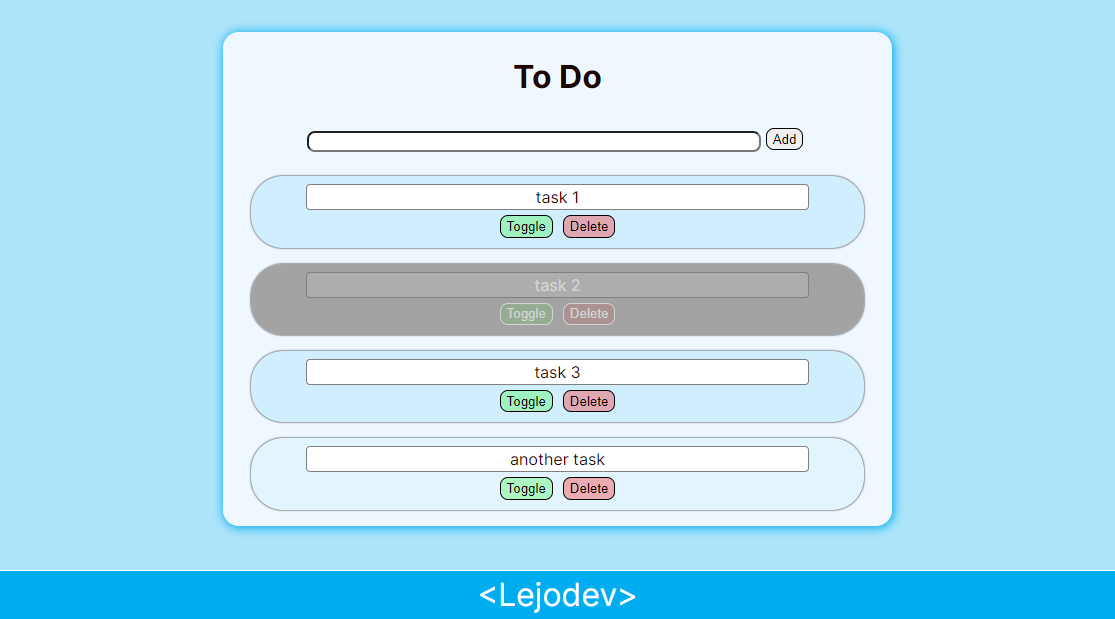 To Do
Add
task 1
Toggle Delete
task 2
Toggle Delete
task 3
Toggle Delete
another task
Toggle Delete
<Lejodev>